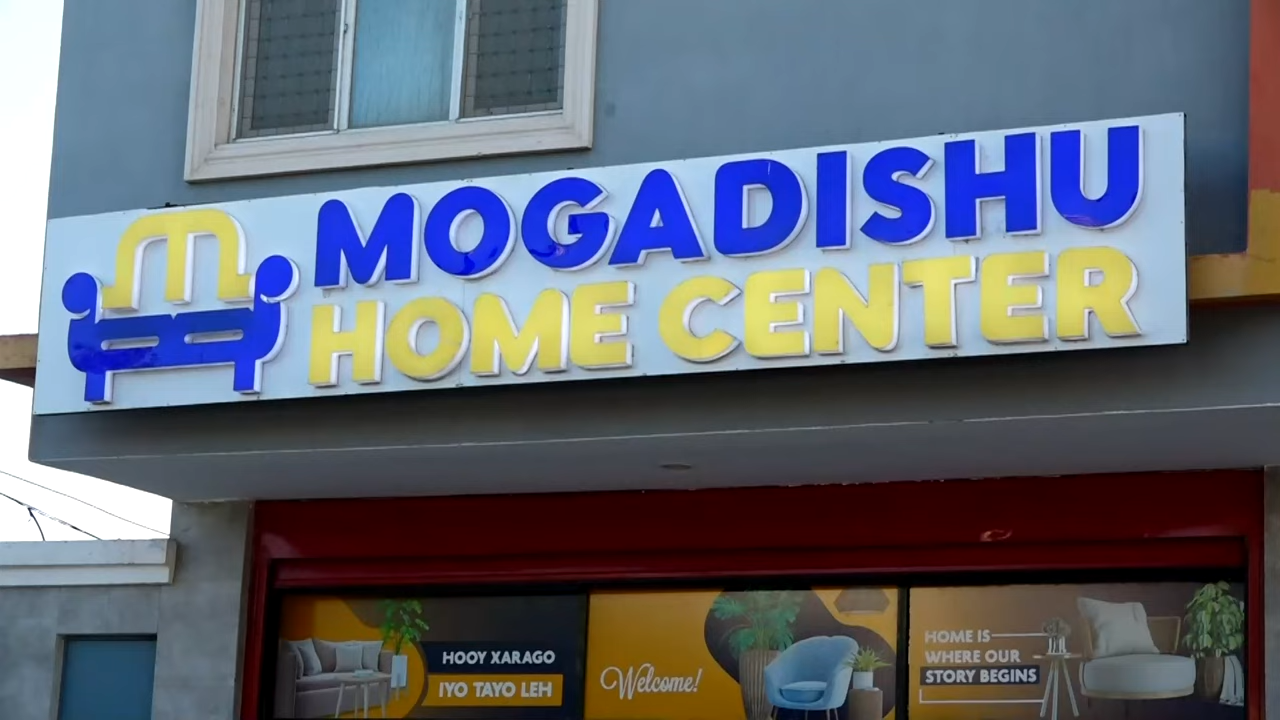 MOGADISHU
HOME CENTER
HOOY XARAGO
IYO TAYO LEH
Welcome!
HOME IS
WHERE OUR
STORY BEGINS